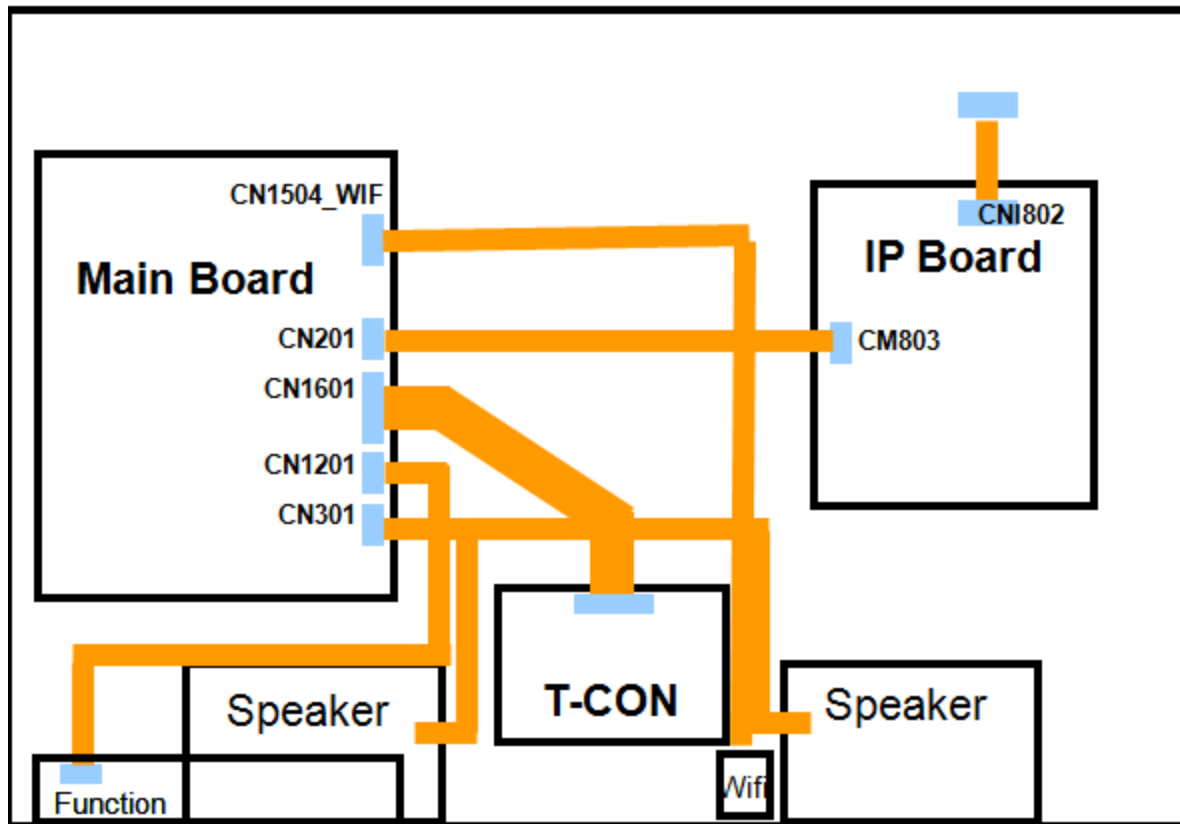 CN1504_WIF
Main Board
CN201
CN1601
CN1201
CN301
CNI802
IP Board
CM803
Speaker
T-CON
Speaker
Function
Wifi